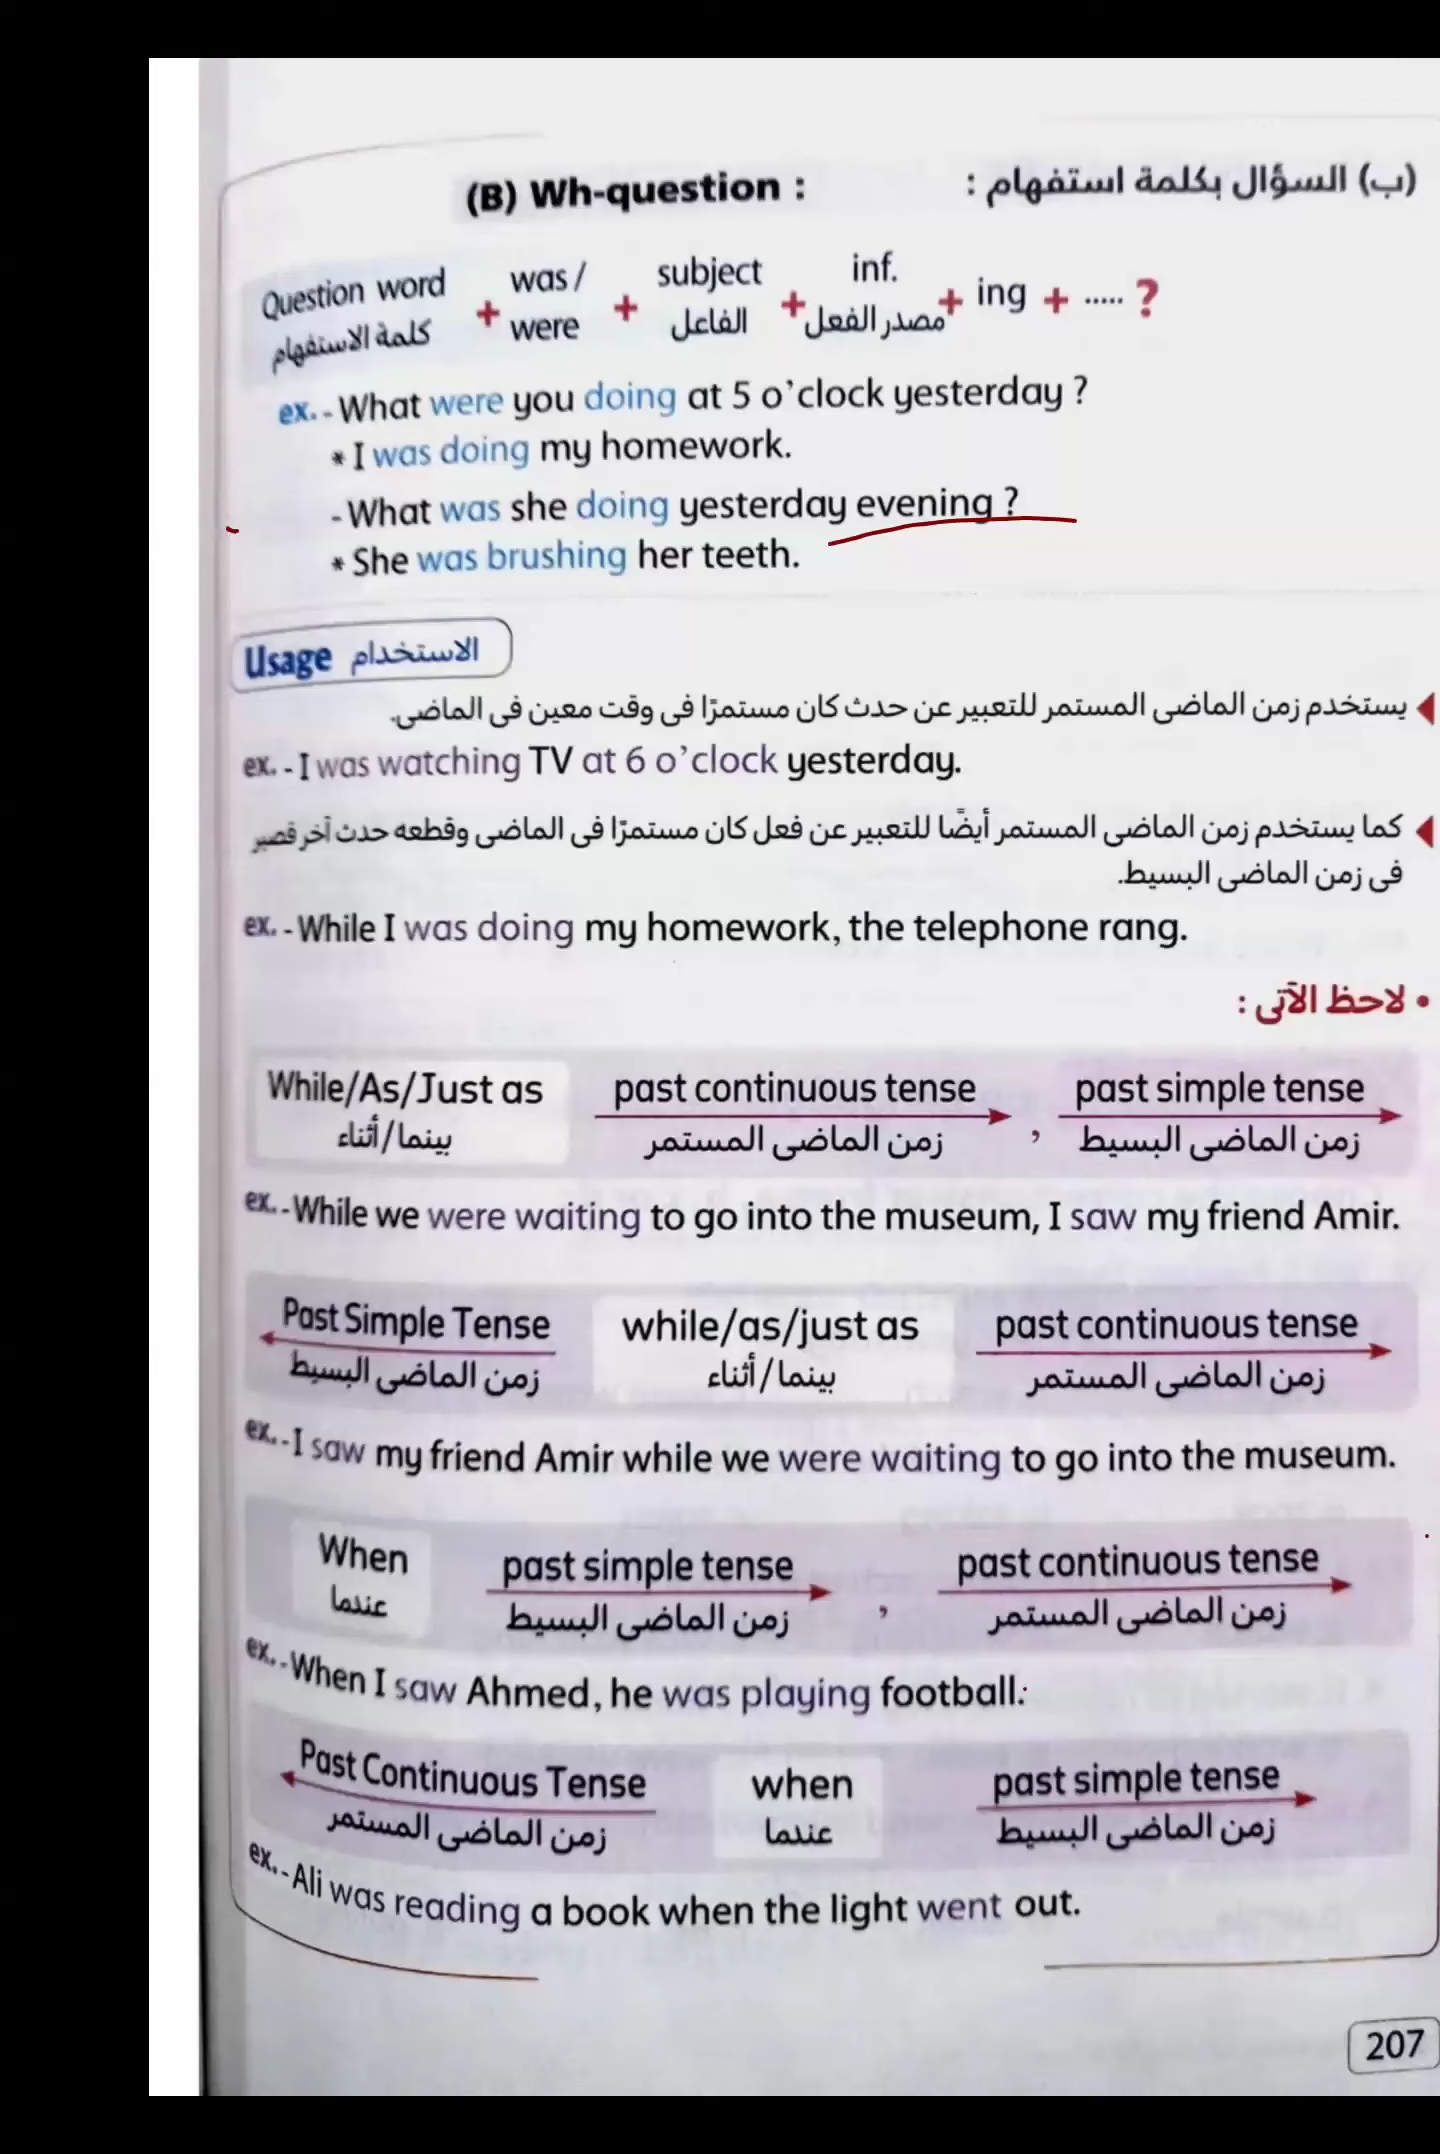 (B) Wh-question : (ب) السؤال بكلمة استفهام :
Question word + was / were + subject + inf. + ing + ..... ?
كلمة الاستفهام الفاعل مصدر الفعل
ex. - What were you doing at 5 o'clock yesterday ?
* I was doing my homework.
- What was she doing yesterday evening ?
* She was brushing her teeth.
Usage الاستخدام
يستخدم زمن الماضى المستمر للتعبير عن حدث كان مستمرًا فى وقت معين فى الماضى.
ex. - I was watching TV at 6 o'clock yesterday.
كما يستخدم زمن الماضى المستمر أيضًا للتعبير عن فعل كان مستمرًا فى الماضى وقطعه حدث آخر قصير
فى زمن الماضى البسيط.
ex. - While I was doing my homework, the telephone rang.
• لاحظ الآتى :
While/As/Just as past continuous tense , past simple tense
بينما/أثناء زمن الماضى المستمر زمن الماضى البسيط
ex. - While we were waiting to go into the museum, I saw my friend Amir.
Past Simple Tense while/as/just as past continuous tense
زمن الماضى البسيط بينما/أثناء زمن الماضى المستمر
ex. - I saw my friend Amir while we were waiting to go into the museum.
When past simple tense , past continuous tense
عندما زمن الماضى البسيط زمن الماضى المستمر
ex. - When I saw Ahmed, he was playing football.
Past Continuous Tense when past simple tense
زمن الماضى المستمر عندما زمن الماضى البسيط
ex. - Ali was reading a book when the light went out.
207